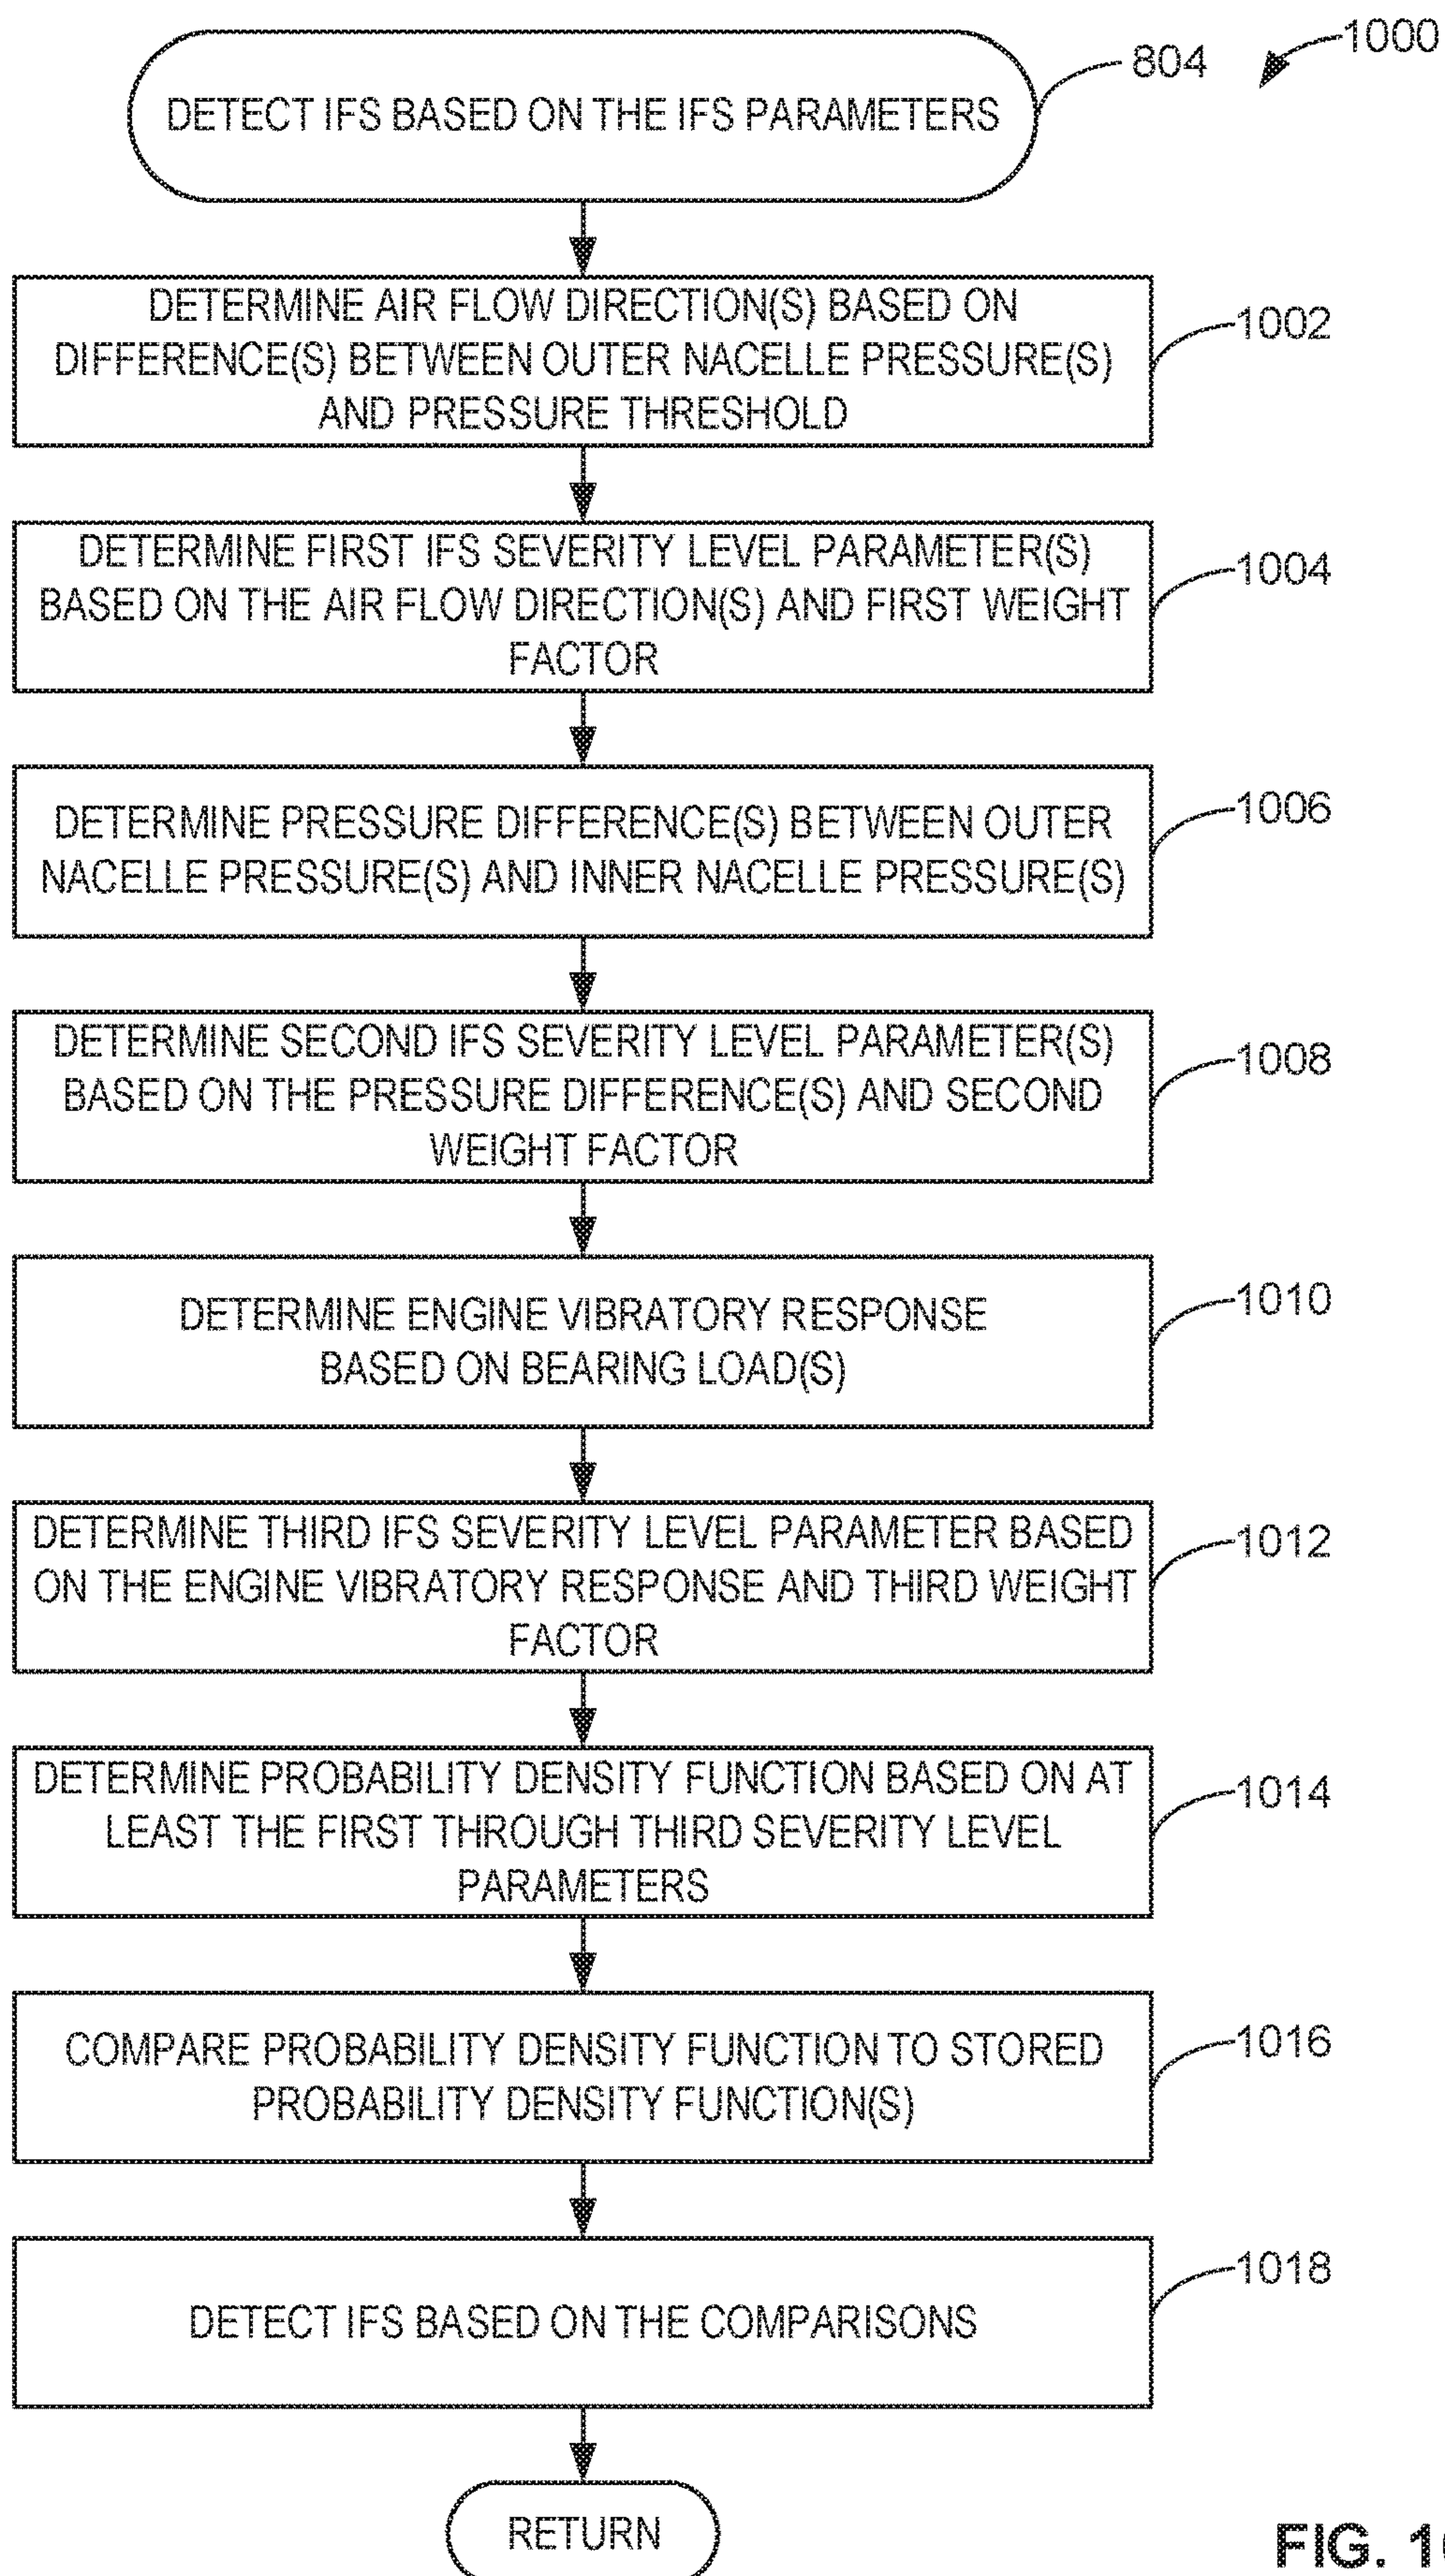 1000
804
DETECT IFS BASED ON THE IFS PARAMETERS
DETERMINE AIR FLOW DIRECTION(S) BASED ON
DIFFERENCE(S) BETWEEN OUTER NACELLE PRESSURE(S)
AND PRESSURE THRESHOLD
1002
DETERMINE FIRST IFS SEVERITY LEVEL PARAMETER(S)
BASED ON THE AIR FLOW DIRECTION(S) AND FIRST WEIGHT
FACTOR
1004
DETERMINE PRESSURE DIFFERENCE(S) BETWEEN OUTER
NACELLE PRESSURE(S) AND INNER NACELLE PRESSURE(S)
1006
DETERMINE SECOND IFS SEVERITY LEVEL PARAMETER(S)
BASED ON THE PRESSURE DIFFERENCE(S) AND SECOND
WEIGHT FACTOR
1008
DETERMINE ENGINE VIBRATORY RESPONSE
BASED ON BEARING LOAD(S)
1010
DETERMINE THIRD IFS SEVERITY LEVEL PARAMETER BASED
ON THE ENGINE VIBRATORY RESPONSE AND THIRD WEIGHT
FACTOR
1012
DETERMINE PROBABILITY DENSITY FUNCTION BASED ON AT
LEAST THE FIRST THROUGH THIRD SEVERITY LEVEL
PARAMETERS
1014
COMPARE PROBABILITY DENSITY FUNCTION TO STORED
PROBABILITY DENSITY FUNCTION(S)
1016
DETECT IFS BASED ON THE COMPARISONS
1018
RETURN
FIG.